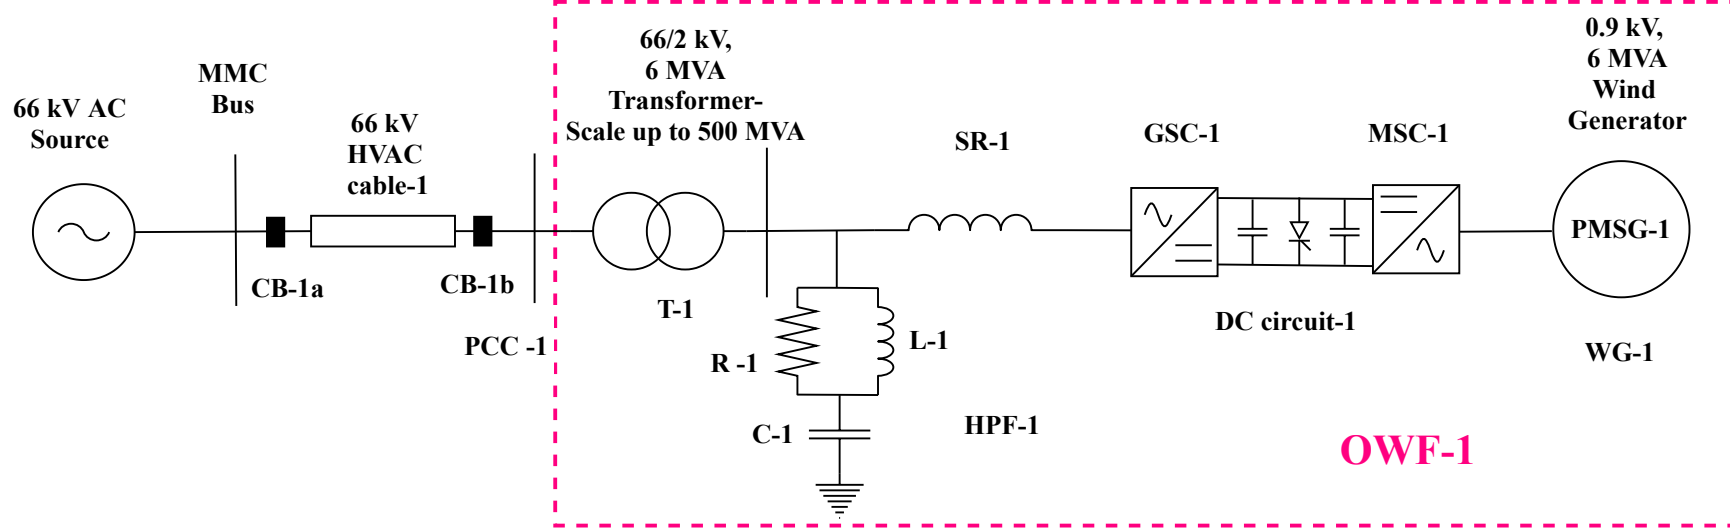 66 kV AC
Source
MMC
Bus
CB-1a
66 kV
HVAC
cable-1
CB-1b
PCC -1
66/2 kV,
6 MVA
Transformer-
Scale up to 500 MVA
T-1
R -1
L-1
C-1
HPF-1
SR-1
GSC-1
DC circuit-1
MSC-1
0.9 kV,
6 MVA
Wind
Generator
PMSG-1
WG-1
OWF-1